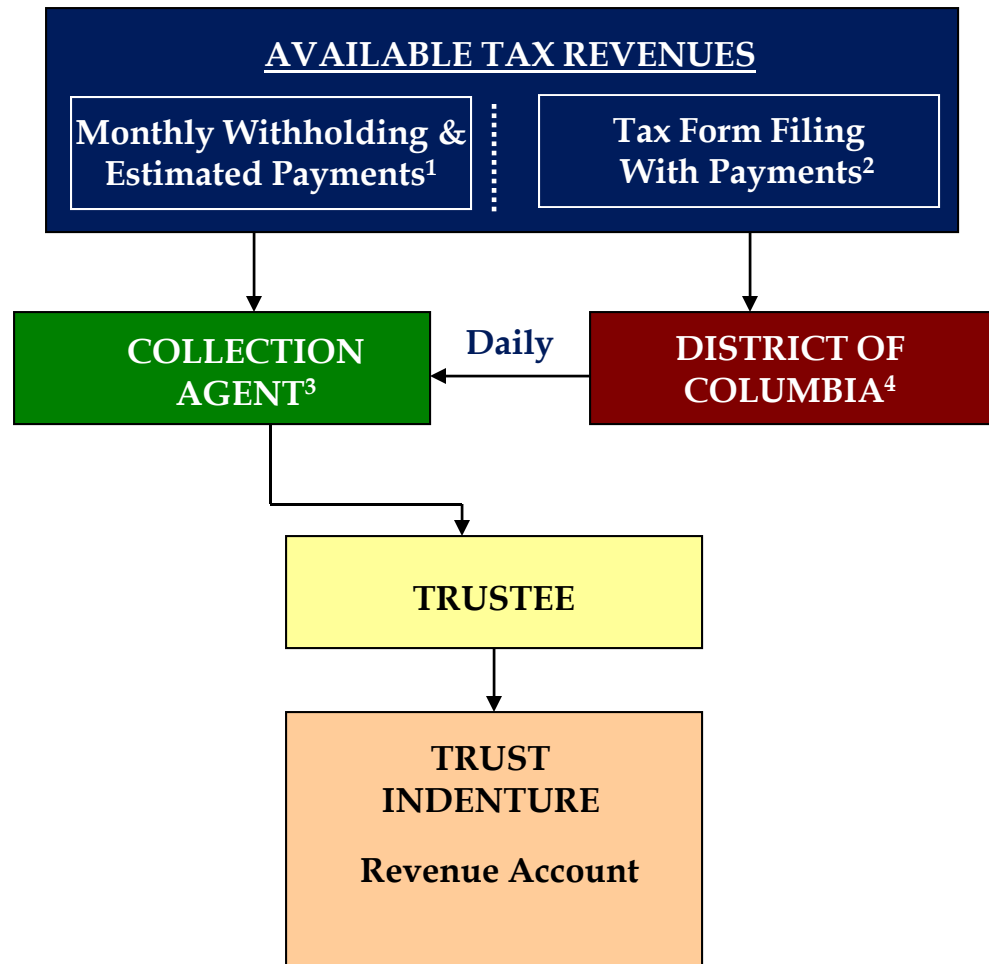 AVAILABLE TAX REVENUES
Monthly Withholding &
Estimated Payments¹
Tax Form Filing
With Payments²
COLLECTION
AGENT³
Daily
DISTRICT OF
COLUMBIA⁴
TRUSTEE
TRUST
INDENTURE
Revenue Account